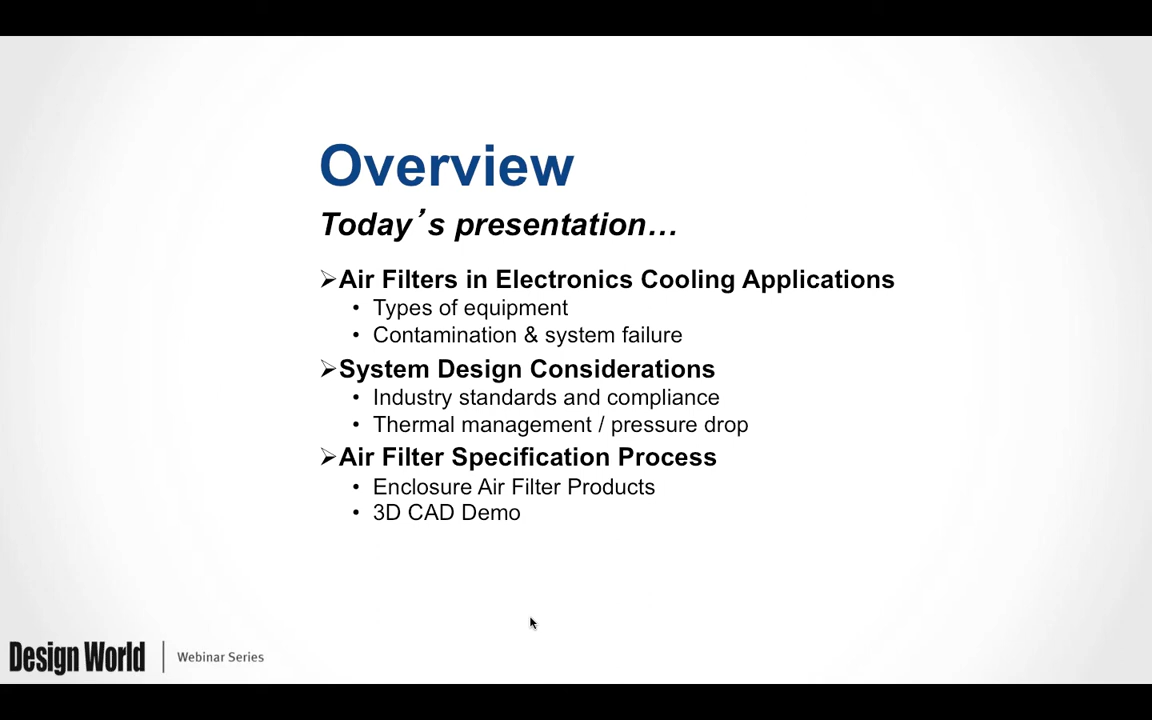 Overview
Today's presentation…
➢Air Filters in Electronics Cooling Applications
• Types of equipment
• Contamination & system failure
➢System Design Considerations
• Industry standards and compliance
• Thermal management / pressure drop
➢Air Filter Specification Process
• Enclosure Air Filter Products
• 3D CAD Demo
Design World | Webinar Series